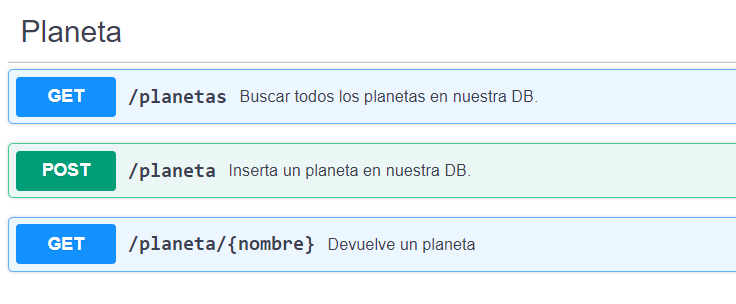 Planeta
GET /planetas Buscar todos los planetas en nuestra DB.
POST /planeta Inserta un planeta en nuestra DB.
GET /planeta/{nombre} Devuelve un planeta